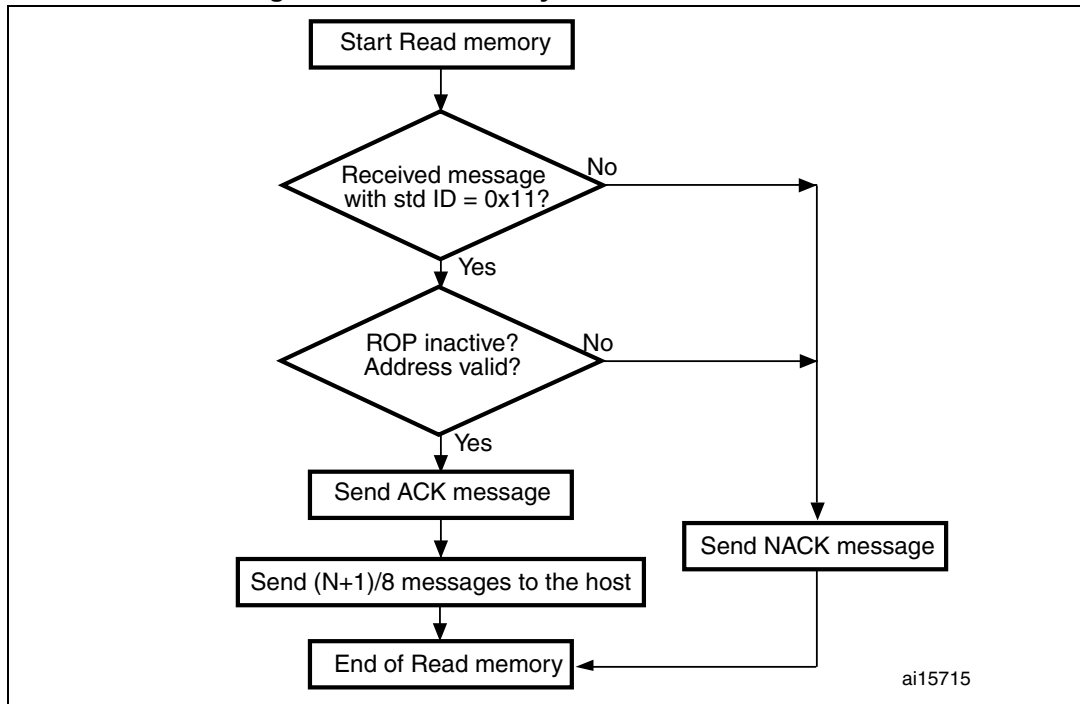 Start Read memory
Received message
with std ID = 0x11?
No
Yes
ROP inactive?
Address valid?
No
Yes
Send ACK message
Send NACK message
Send (N+1)/8 messages to the host
End of Read memory
ai15715